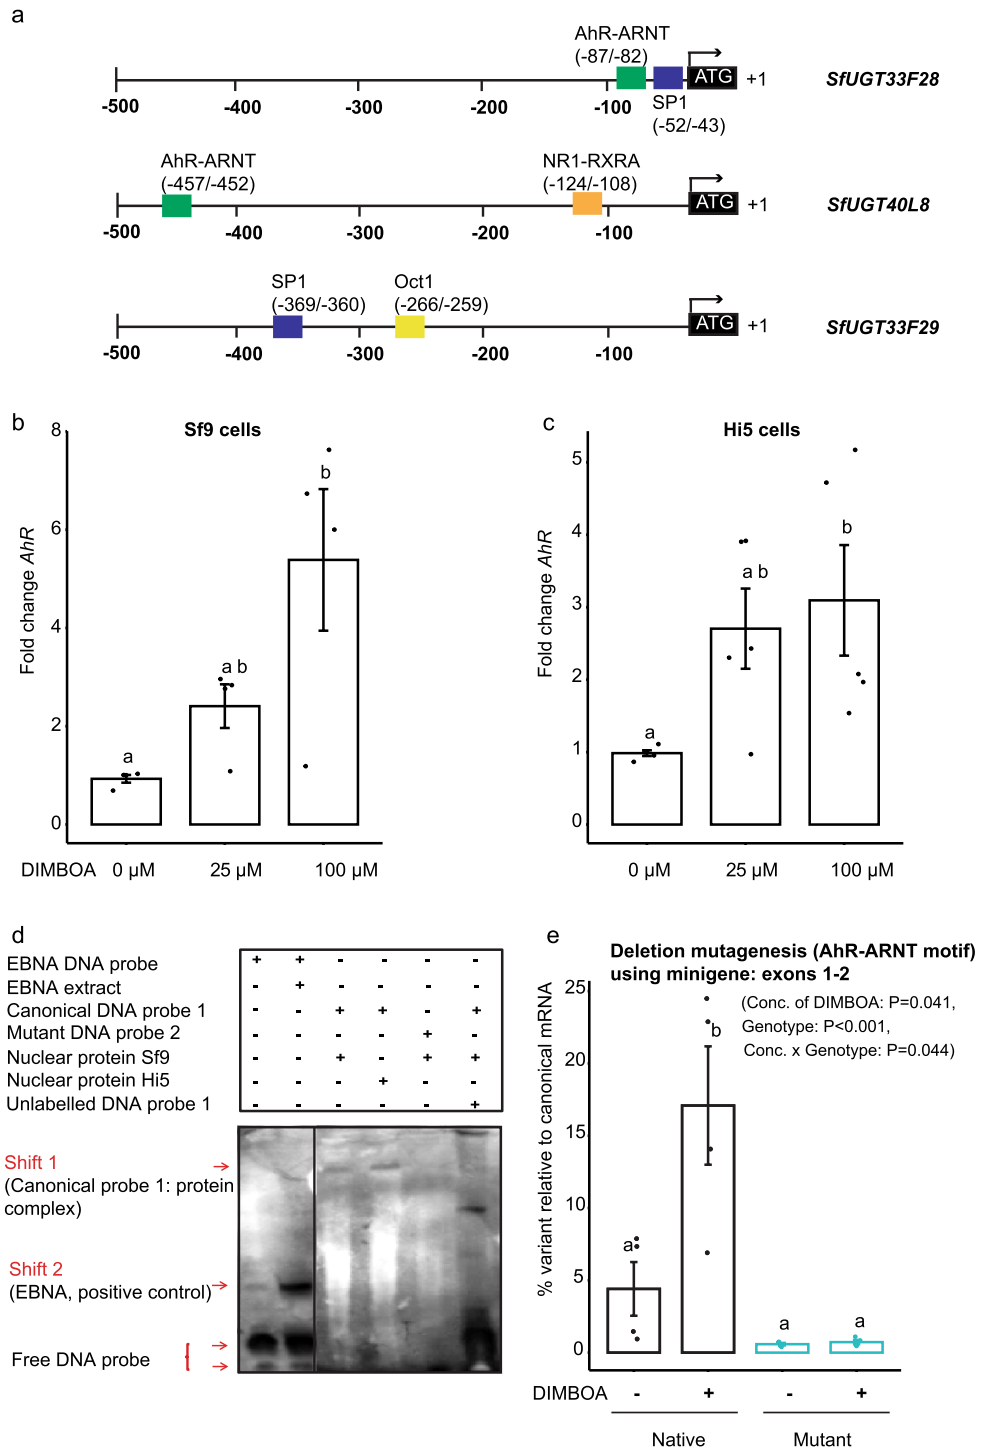 a
AhR-ARNT
(-87/-82)
ATG
+1
SfUGT33F28
-500
-400
-300
-200
-100
SP1
(-52/-43)
AhR-ARNT
(-457/-452)
NR1-RXRA
(-124/-108)
ATG
+1
SfUGT40L8
-500
-400
-300
-200
-100
SP1
(-369/-360)
Oct1
(-266/-259)
ATG
+1
SfUGT33F29
-500
-400
-300
-200
-100
b
Sf9 cells
Fold change AhR
8
6
4
2
0
a
a b
b
DIMBOA 0 µM 25 µM 100 µM
c
Hi5 cells
Fold change AhR
5
4
3
2
1
0
a
a b
b
0 µM 25 µM 100 µM
d
EBNA DNA probe + + - - - -
EBNA extract - + - - - -
Canonical DNA probe 1 - - + + - +
Mutant DNA probe 2 - - - - + -
Nuclear protein Sf9 - - + - + +
Nuclear protein Hi5 - - - + - -
Unlabelled DNA probe 1 - - - - - +
Shift 1
(Canonical probe 1: protein
complex)
Shift 2
(EBNA, positive control)
Free DNA probe
e
Deletion mutagenesis (AhR-ARNT motif)
using minigene: exons 1-2
(Conc. of DIMBOA: P=0.041,
Genotype: P<0.001,
Conc. x Genotype: P=0.044)
% variant relative to canonical mRNA
25
20
15
10
5
0
a
b
a
a
DIMBOA - + - +
Native Mutant